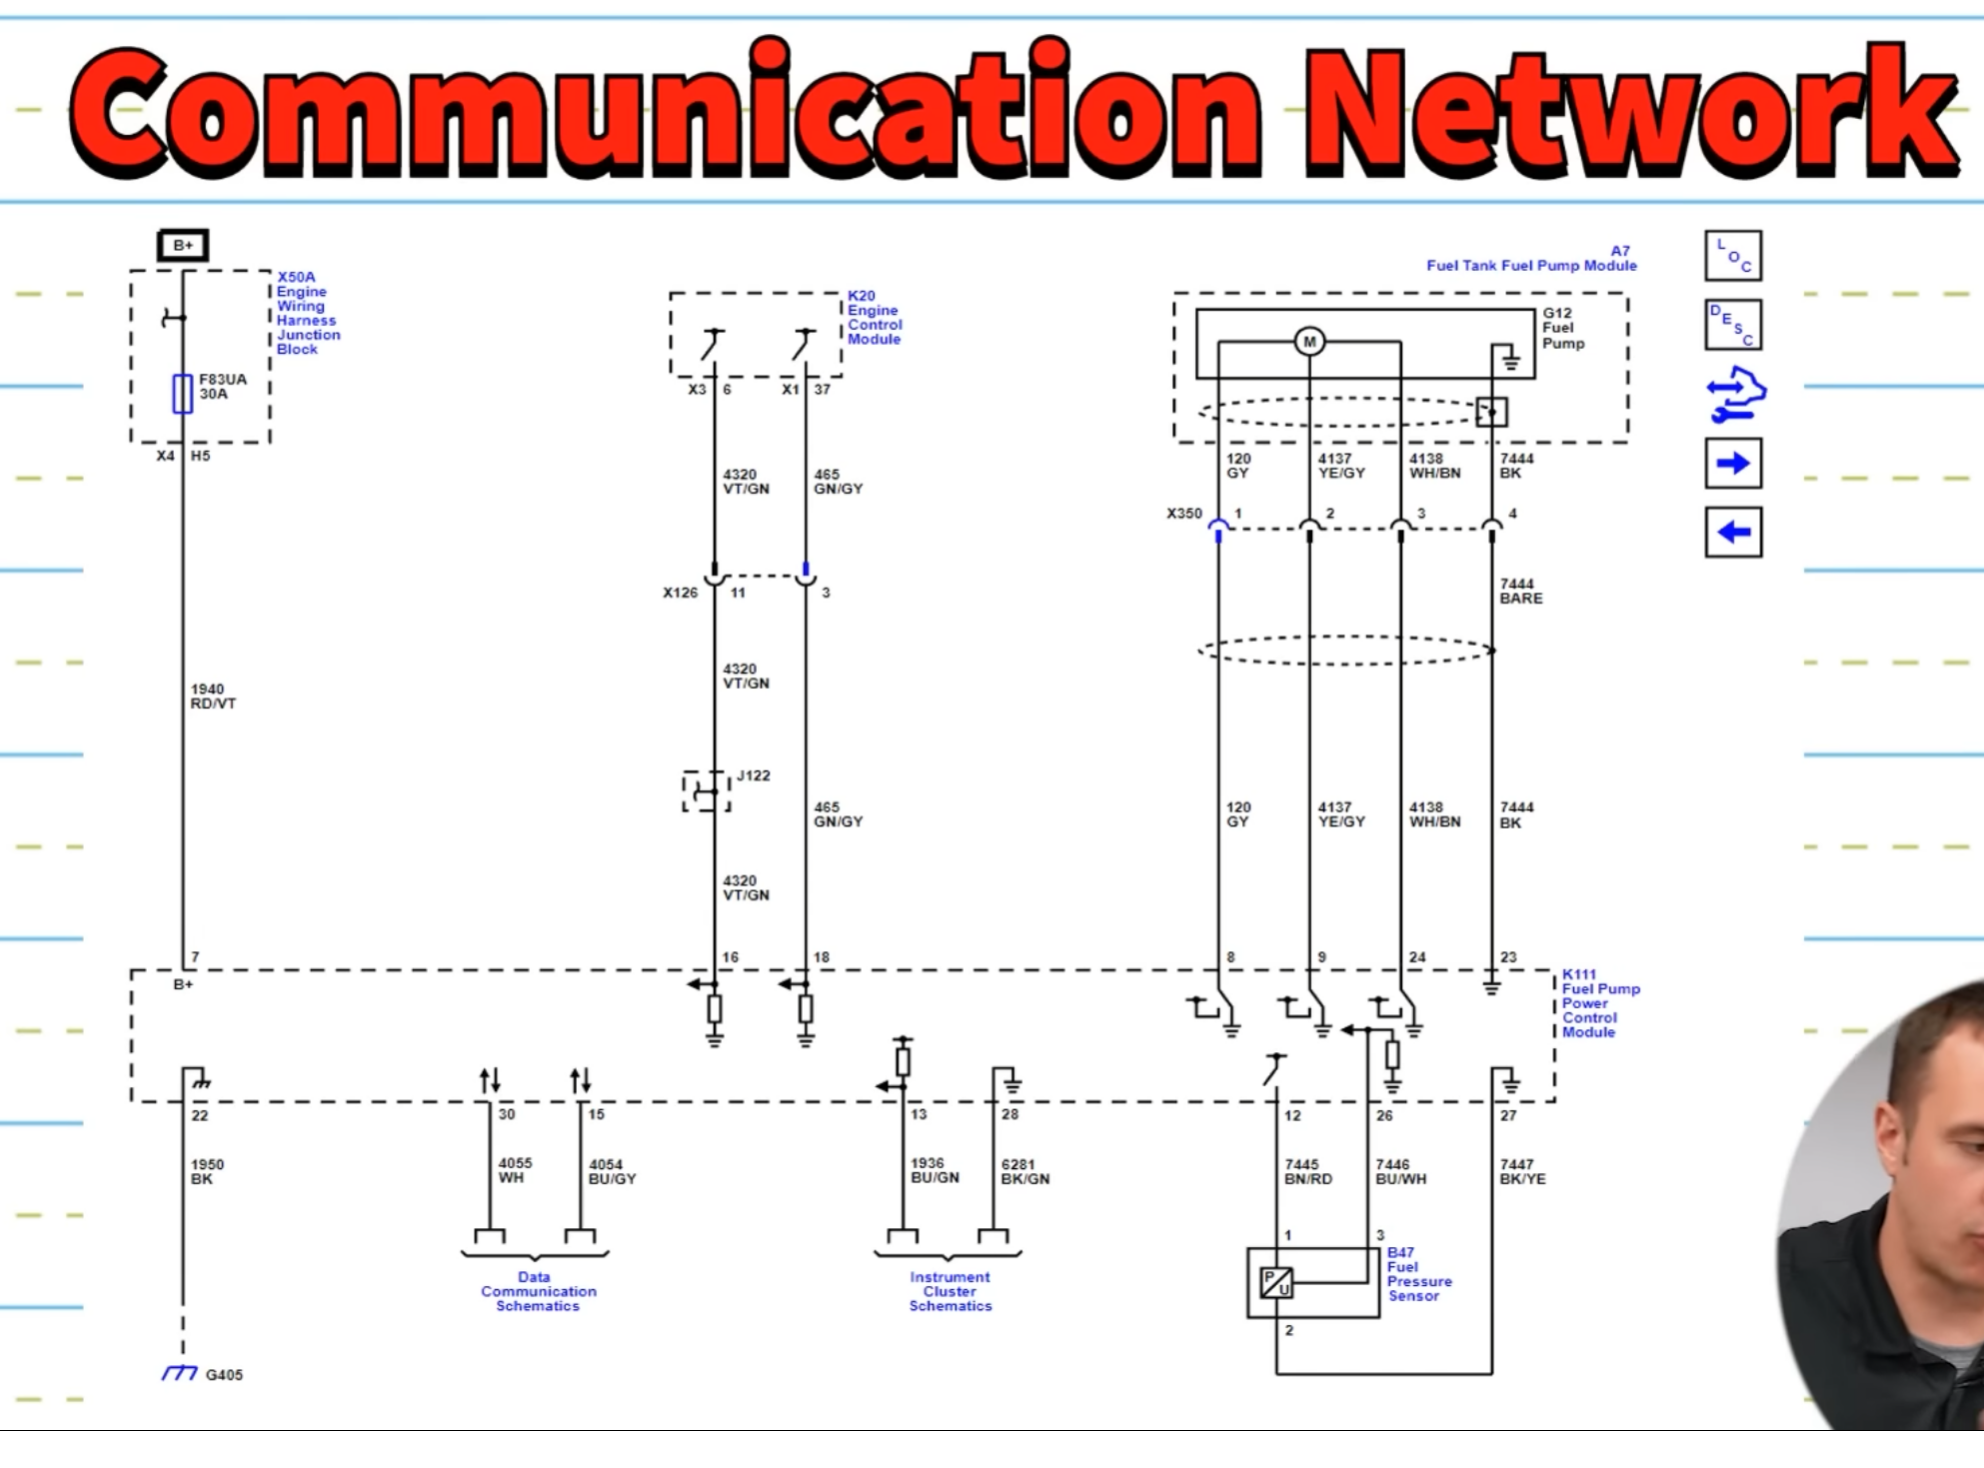 Communication Network
B+
X50A
Engine
Wiring
Harness
Junction
Block
F83UA
30A
X4 H5
1940
RD/VT
K20
Engine
Control
Module
X3 6 X1 37
4320
VT/GN
465
GN/GY
X126 11 3
4320
VT/GN
J122
465
GN/GY
4320
VT/GN
A7
Fuel Tank Fuel Pump Module
G12
Fuel
Pump
M
120
GY
4137
YE/GY
4138
WH/BN
7444
BK
X350 1 2 3 4
7444
BARE
120
GY
4137
YE/GY
4138
WH/BN
7444
BK
LOC
DESC
7 16 18 8 9 24 23
B+
K111
Fuel Pump
Power
Control
Module
22 30 15 13 28 12 26 27
1950
BK
4055
WH
4054
BU/GY
1936
BU/GN
6281
BK/GN
7445
BN/RD
7446
BU/WH
7447
BK/YE
Data
Communication
Schematics
Instrument
Cluster
Schematics
1 3
P
U
B47
Fuel
Pressure
Sensor
2
G405